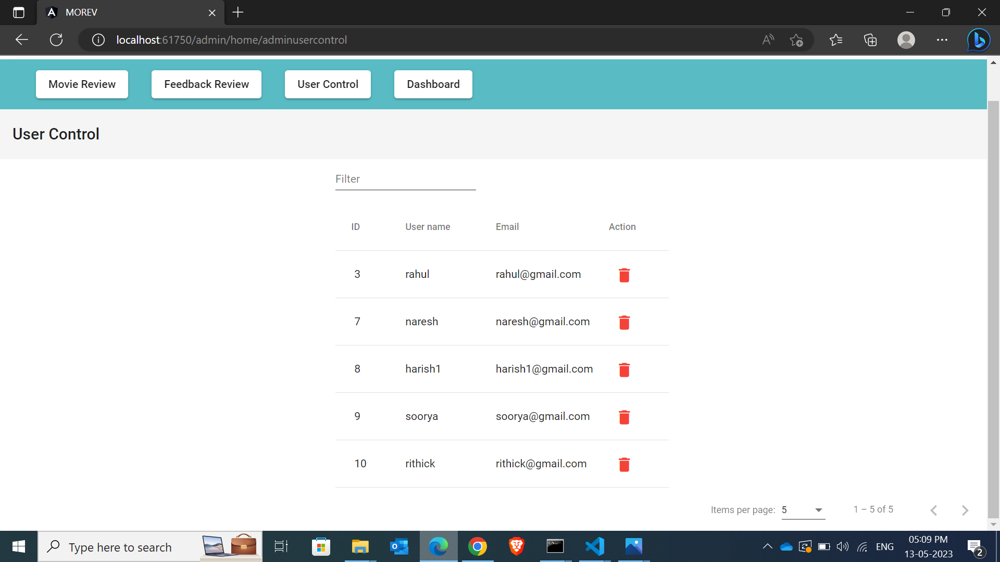 MOREV
localhost:61750/admin/home/adminusercontrol
Movie Review Feedback Review User Control Dashboard
User Control
Filter
ID User name Email Action
3 rahul rahul@gmail.com
7 naresh naresh@gmail.com
8 harish1 harish1@gmail.com
9 soorya soorya@gmail.com
10 rithick rithick@gmail.com
Items per page: 5 1 – 5 of 5
Type here to search
ENG
05:09 PM
13-05-2023
2